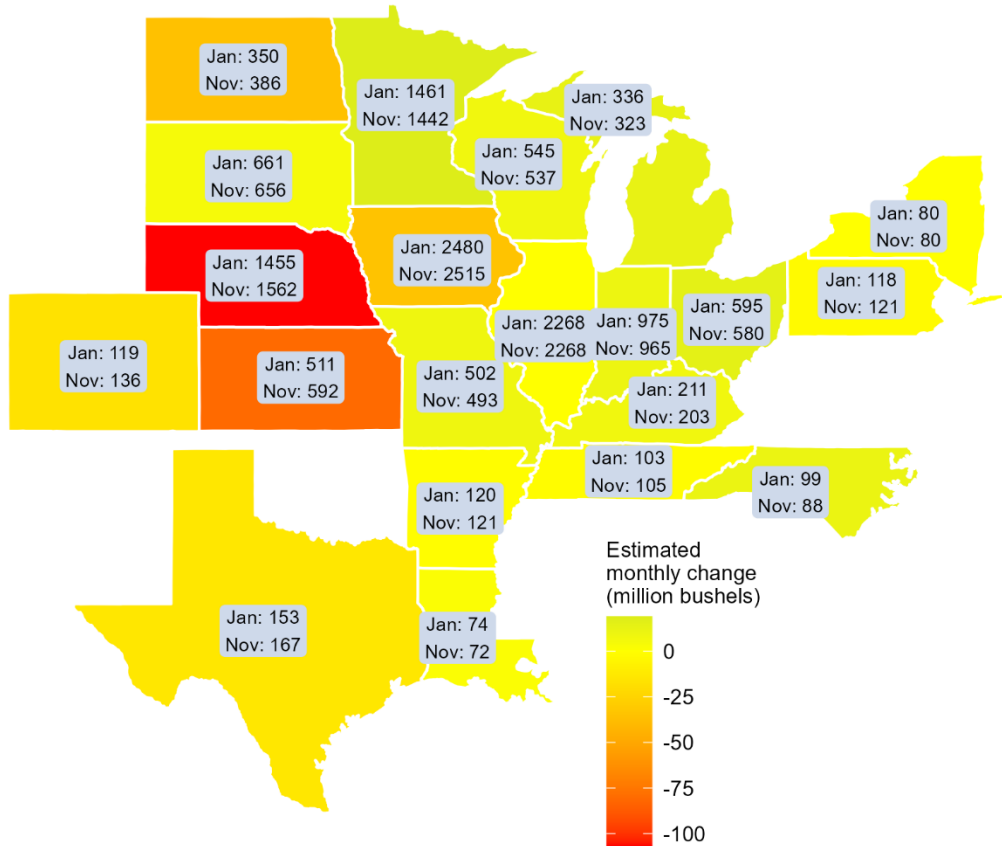 Jan: 350
Nov: 386
Jan: 1461
Nov: 1442
Jan: 336
Nov: 323
Jan: 661
Nov: 656
Jan: 545
Nov: 537
Jan: 80
Nov: 80
Jan: 1455
Nov: 1562
Jan: 2480
Nov: 2515
Jan: 118
Nov: 121
Jan: 595
Nov: 580
Jan: 2268
Nov: 2268
Jan: 975
Nov: 965
Jan: 119
Nov: 136
Jan: 511
Nov: 592
Jan: 502
Nov: 493
Jan: 211
Nov: 203
Jan: 103
Nov: 105
Jan: 99
Nov: 88
Jan: 120
Nov: 121
Jan: 153
Nov: 167
Jan: 74
Nov: 72
Estimated
monthly change
(million bushels)
0
-25
-50
-75
-100